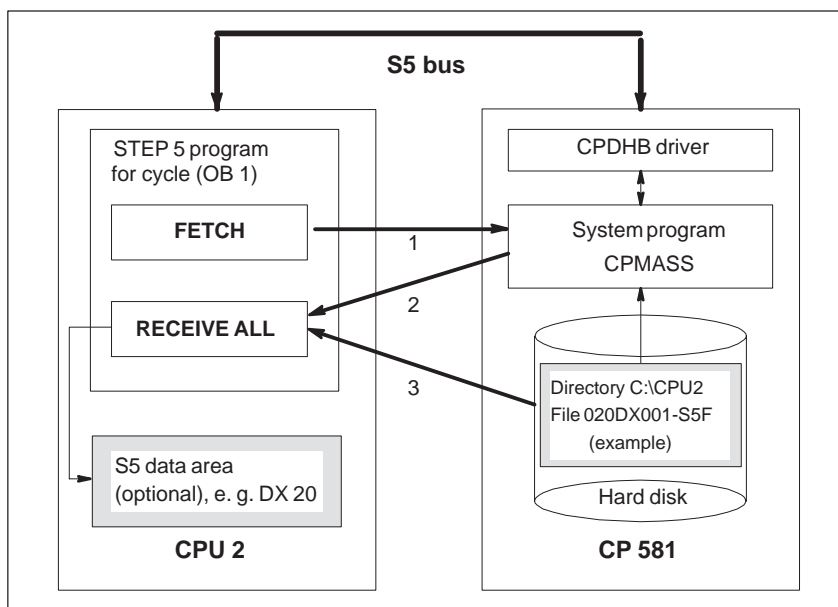 S5 bus
STEP 5 program
for cycle (OB 1)
FETCH
RECEIVE ALL
S5 data area
(optional), e. g. DX 20
CPU 2
1
2
3
CPDHB driver
System program
CPMASS
Directory C:\CPU2
File 020DX001-S5F
(example)
Hard disk
CP 581